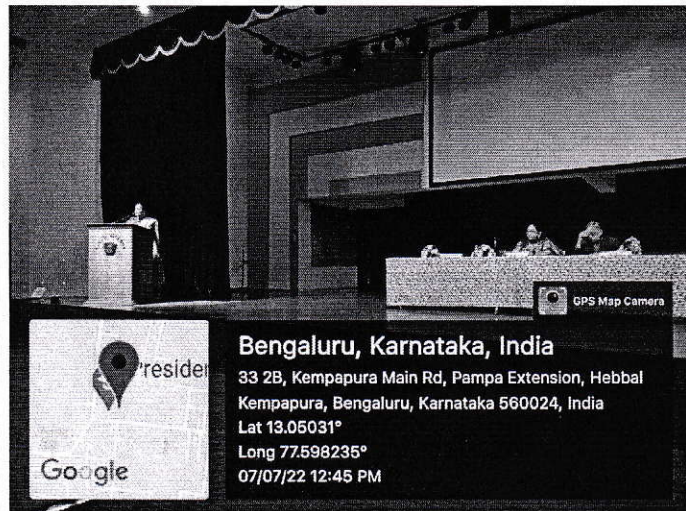 GPS Map Camera
Bengaluru, Karnataka, India
33 2B, Kempapura Main Rd, Pampa Extension, Hebbal
Kempapura, Bengaluru, Karnataka 560024, India
Lat 13.05031°
Long 77.598235°
07/07/22 12:45 PM
'resider
Google